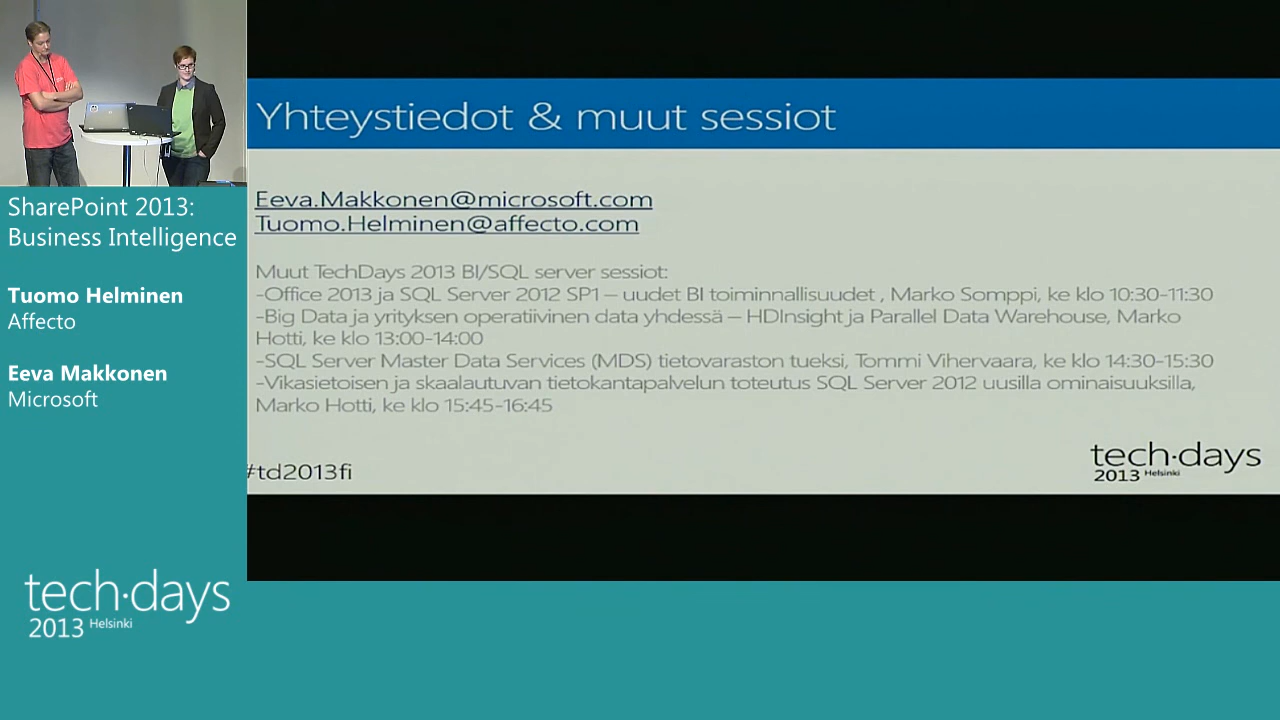 SharePoint 2013:
Business Intelligence
Tuomo Helminen
Affecto
Eeva Makkonen
Microsoft
tech·days
2013 Helsinki
Yhteystiedot & muut sessiot
Eeva.Makkonen@microsoft.com
Tuomo.Helminen@affecto.com
Muut TechDays 2013 BI/SQL server sessiot:
-Office 2013 ja SQL Server 2012 SP1 – uudet BI toiminnallisuudet , Marko Somppi, ke klo 10:30-11:30
-Big Data ja yrityksen operatiivinen data yhdessä – HDInsight ja Parallel Data Warehouse, Marko
Hotti, ke klo 13:00-14:00
-SQL Server Master Data Services (MDS) tietovaraston tueksi, Tommi Vihervaara, ke klo 14:30-15:30
-Vikasietoisen ja skaalautuvan tietokantapalvelun toteutus SQL Server 2012 uusilla ominaisuuksilla,
Marko Hotti, ke klo 15:45-16:45
#td2013fi
tech·days
2013 Helsinki